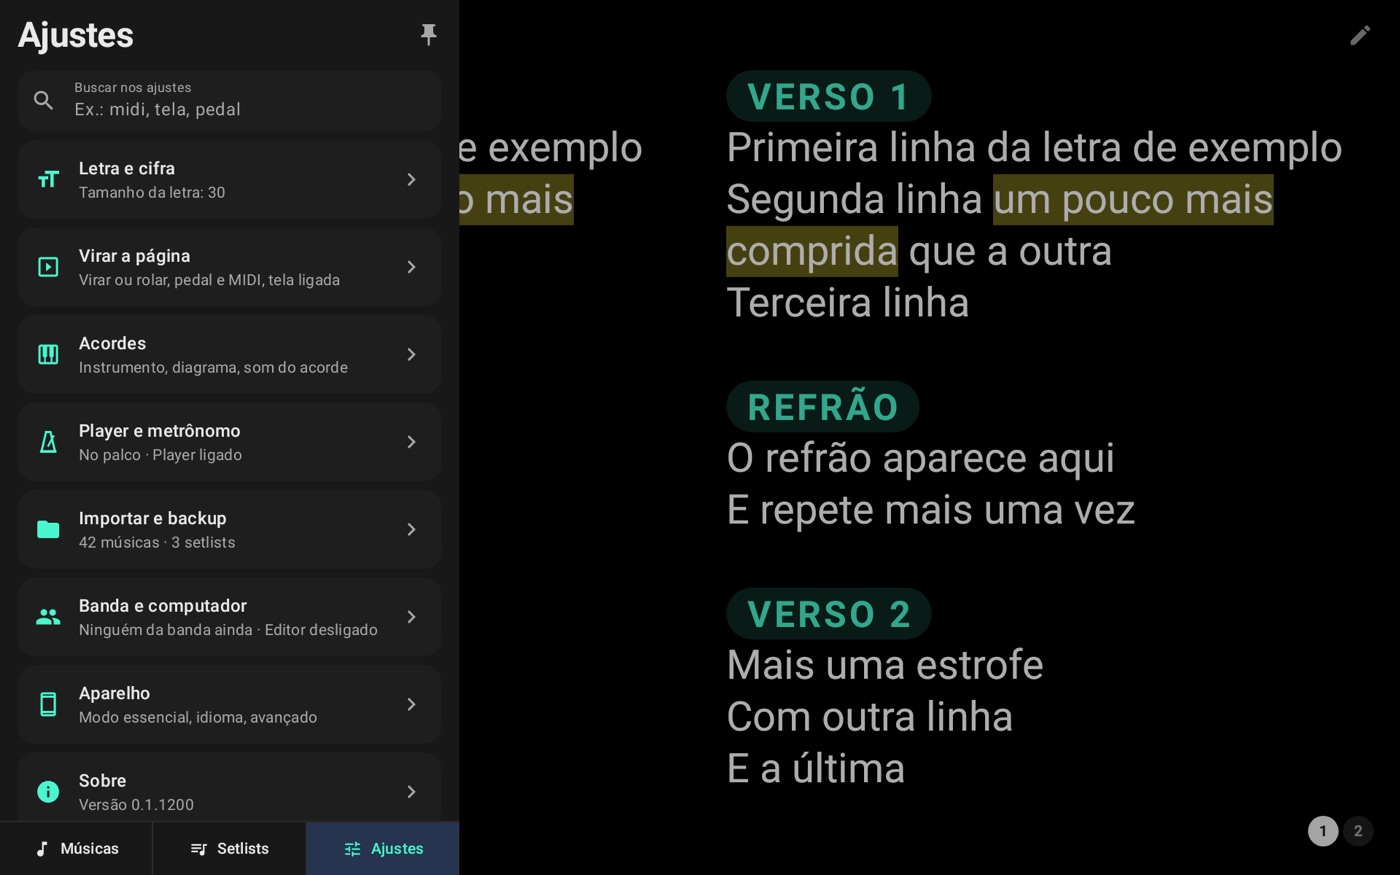 Ajustes
Buscar nos ajustes
Ex.: midi, tela, pedal
Letra e cifra
Tamanho da letra: 30
Virar a página
Virar ou rolar, pedal e MIDI, tela ligada
Acordes
Instrumento, diagrama, som do acorde
Player e metrônomo
No palco · Player ligado
Importar e backup
42 músicas · 3 setlists
Banda e computador
Ninguém da banda ainda · Editor desligado
Aparelho
Modo essencial, idioma, avançado
Sobre
Versão 0.1.1200
Músicas
Setlists
Ajustes
e exemplo
o mais
VERSO 1
Primeira linha da letra de exemplo
Segunda linha um pouco mais
comprida que a outra
Terceira linha
REFRÃO
O refrão aparece aqui
E repete mais uma vez
VERSO 2
Mais uma estrofe
Com outra linha
E a última
1 2